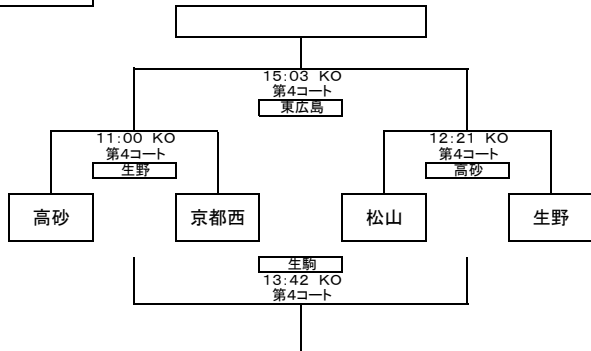 15:03 KO
第4コート
東広島
11:00 KO
第4コート
生野
12:21 KO
第4コート
高砂
高砂
京都西
松山
生野
生駒
13:42 KO
第4コート